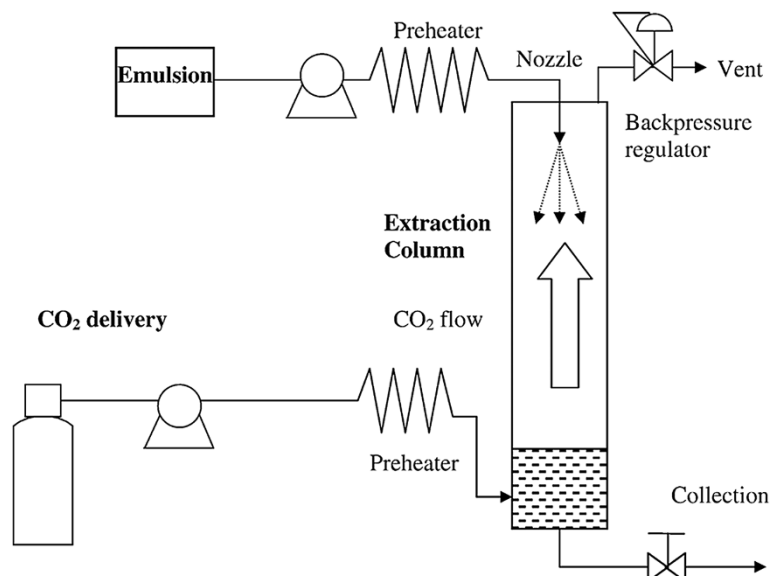 Preheater
Emulsion
Nozzle
Vent
Backpressure
regulator
Extraction
Column
CO₂ delivery
CO₂ flow
Preheater
Collection